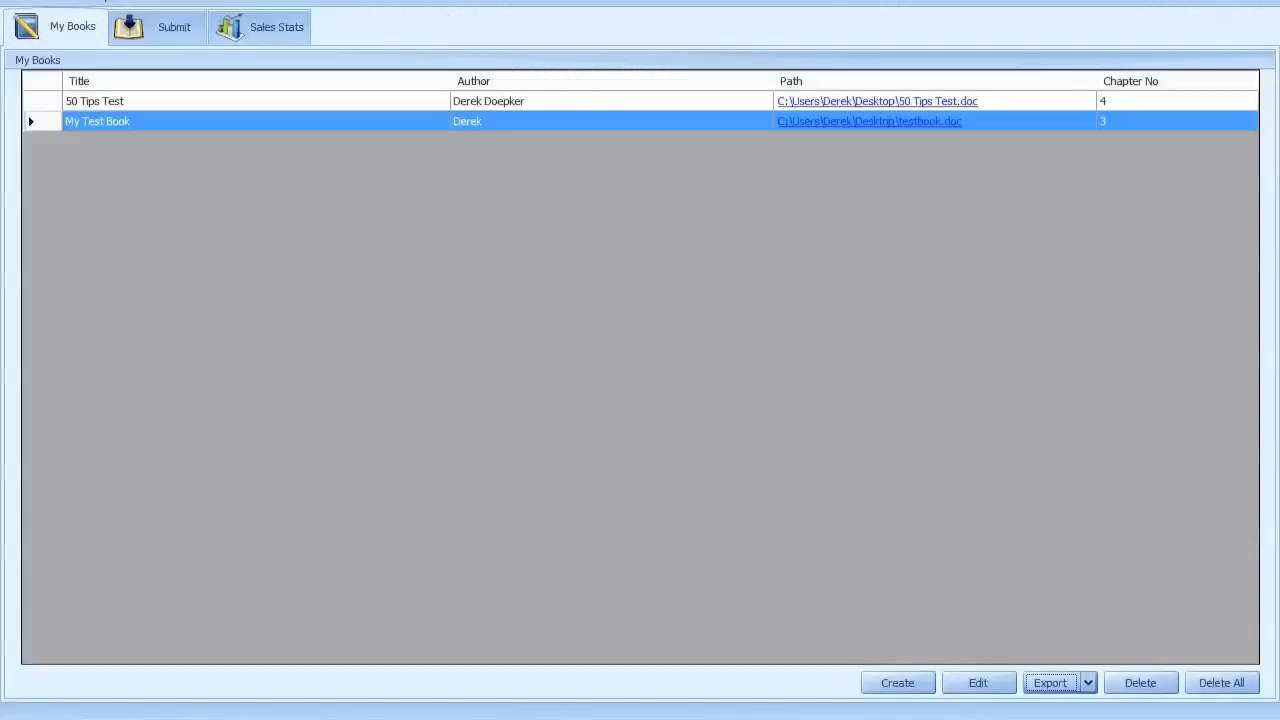 My Books Submit Sales Stats
My Books
Title Author Path Chapter No
50 Tips Test Derek Doepker C:\Users\Derek\Desktop\50 Tips Test.doc 4
My Test Book Derek C:\Users\Derek\Desktop\testbook.doc 3
Create Edit Export Delete Delete All